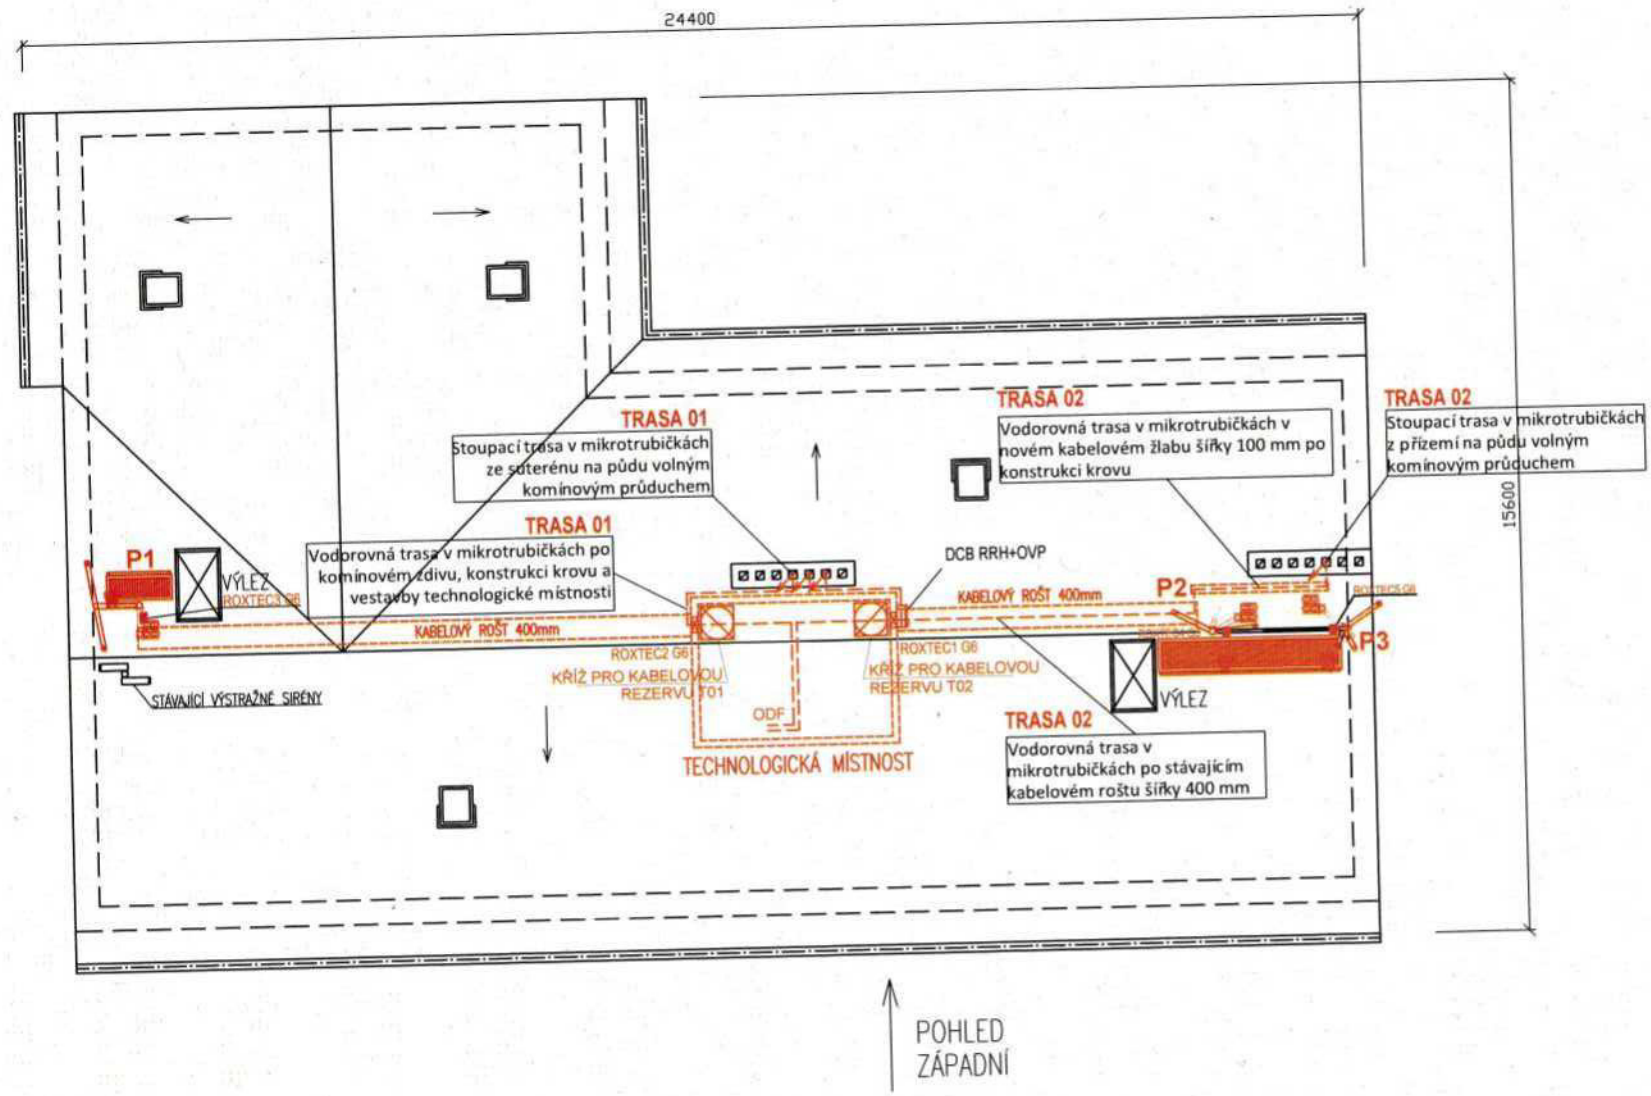 24400
15600
TRASA 01
Stoupací trasa v mikrotrubičkách
ze suterénu na půdu volným
komínovým průduchem
TRASA 02
Vodorovná trasa v mikrotrubičkách v
novém kabelovém žlabu šířky 100 mm po
konstrukci krovu
TRASA 02
Stoupací trasa v mikrotrubičkách
z přízemí na půdu volným
komínovým průduchem
TRASA 01
Vodorovná trasa v mikrotrubičkách po
komínovém zdivu, konstrukci krovu a
vestavby technologické místnosti
P1
VÝLEZ
ROXTEC3 G6
DCB RRH+OVP
KABELOVÝ ROŠT 400mm
P2
ROXTEC5 G6
KABELOVÝ ROŠT 400mm
P3
ROXTEC2 G6
KŘÍŽ PRO KABELOVOU
REZERVU T01
ROXTEC1 G6
KŘÍŽ PRO KABELOVOU
REZERVU T02
STÁVAJÍCÍ VÝSTRAŽNÉ SIRÉNY
VÝLEZ
ODF
TECHNOLOGICKÁ MÍSTNOST
TRASA 02
Vodorovná trasa v
mikrotrubičkách po stávajícím
kabelovém roštu šířky 400 mm
POHLED
ZÁPADNÍ